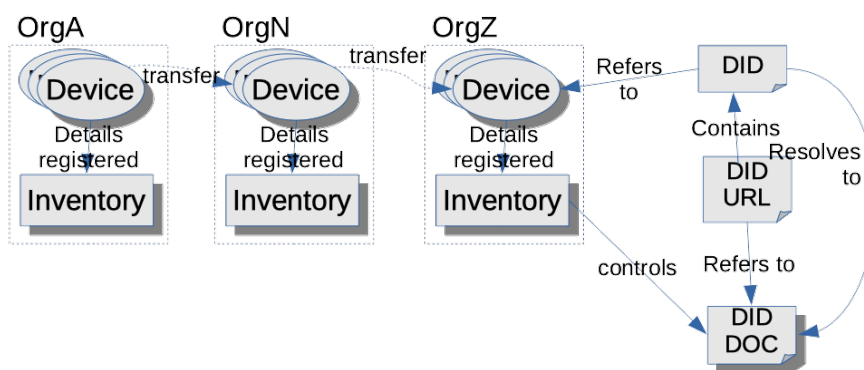 OrgA
OrgN
OrgZ
Device
transfer
Device
transfer
Device
Refers
to
DID
Details
registered
Details
registered
Details
registered
Contains
Resolves
to
Inventory
Inventory
Inventory
DID
URL
controls
Refers to
DID
DOC